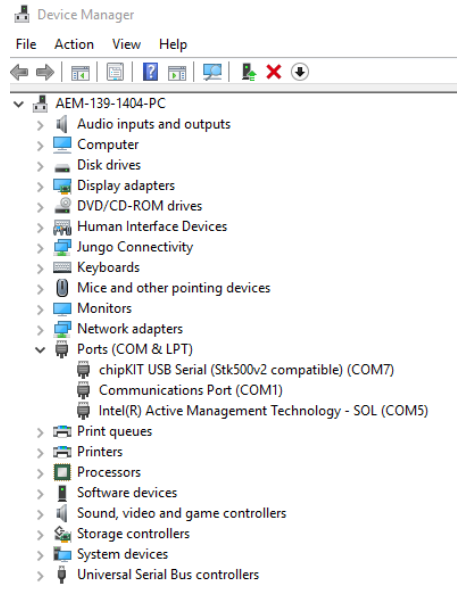 Device Manager
File Action View Help
AEM-139-1404-PC
Audio inputs and outputs
Computer
Disk drives
Display adapters
DVD/CD-ROM drives
Human Interface Devices
Jungo Connectivity
Keyboards
Mice and other pointing devices
Monitors
Network adapters
Ports (COM & LPT)
chipKIT USB Serial (Stk500v2 compatible) (COM7)
Communications Port (COM1)
Intel(R) Active Management Technology - SOL (COM5)
Print queues
Printers
Processors
Software devices
Sound, video and game controllers
Storage controllers
System devices
Universal Serial Bus controllers